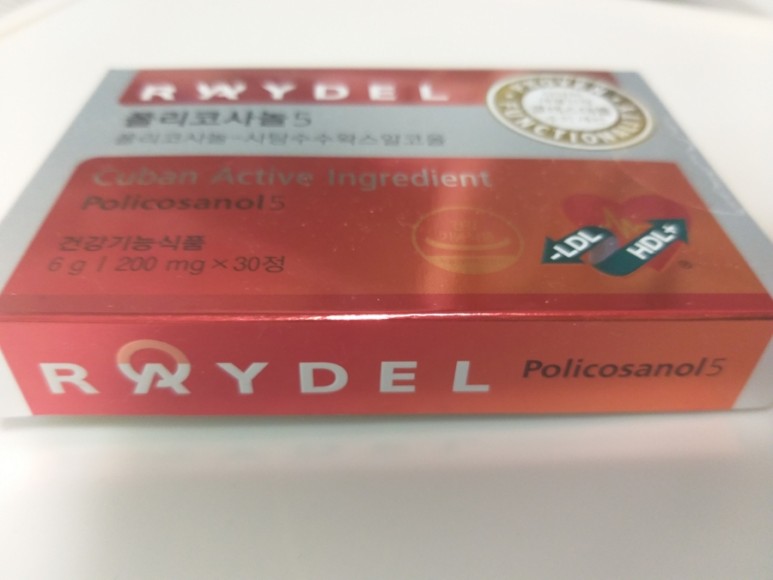 RAYDEL
폴리코사놀5
폴리코사놀-사탕수수왁스알코올
PROVEN
FUNCTIONALITY
Cuban Active Ingredient
Policosanol5
건강기능식품
6 g | 200 mg × 30정
-LDL
HDL+
RAYDEL Policosanol5